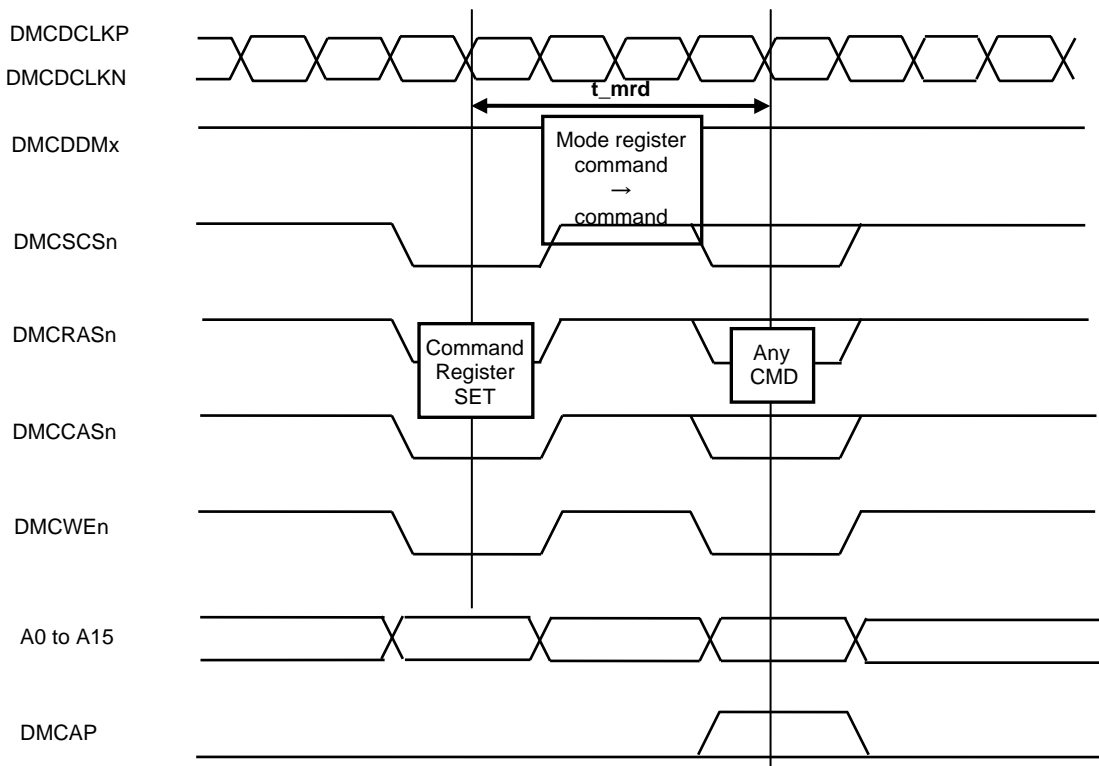 DMCDCLKP
DMCDCLKN
t_mrd
DMCDDMx
Mode register
command
→
command
DMCSCSn
DMCRASn
Command
Register
SET
Any
CMD
DMCCASn
DMCWEn
A0 to A15
DMCAP